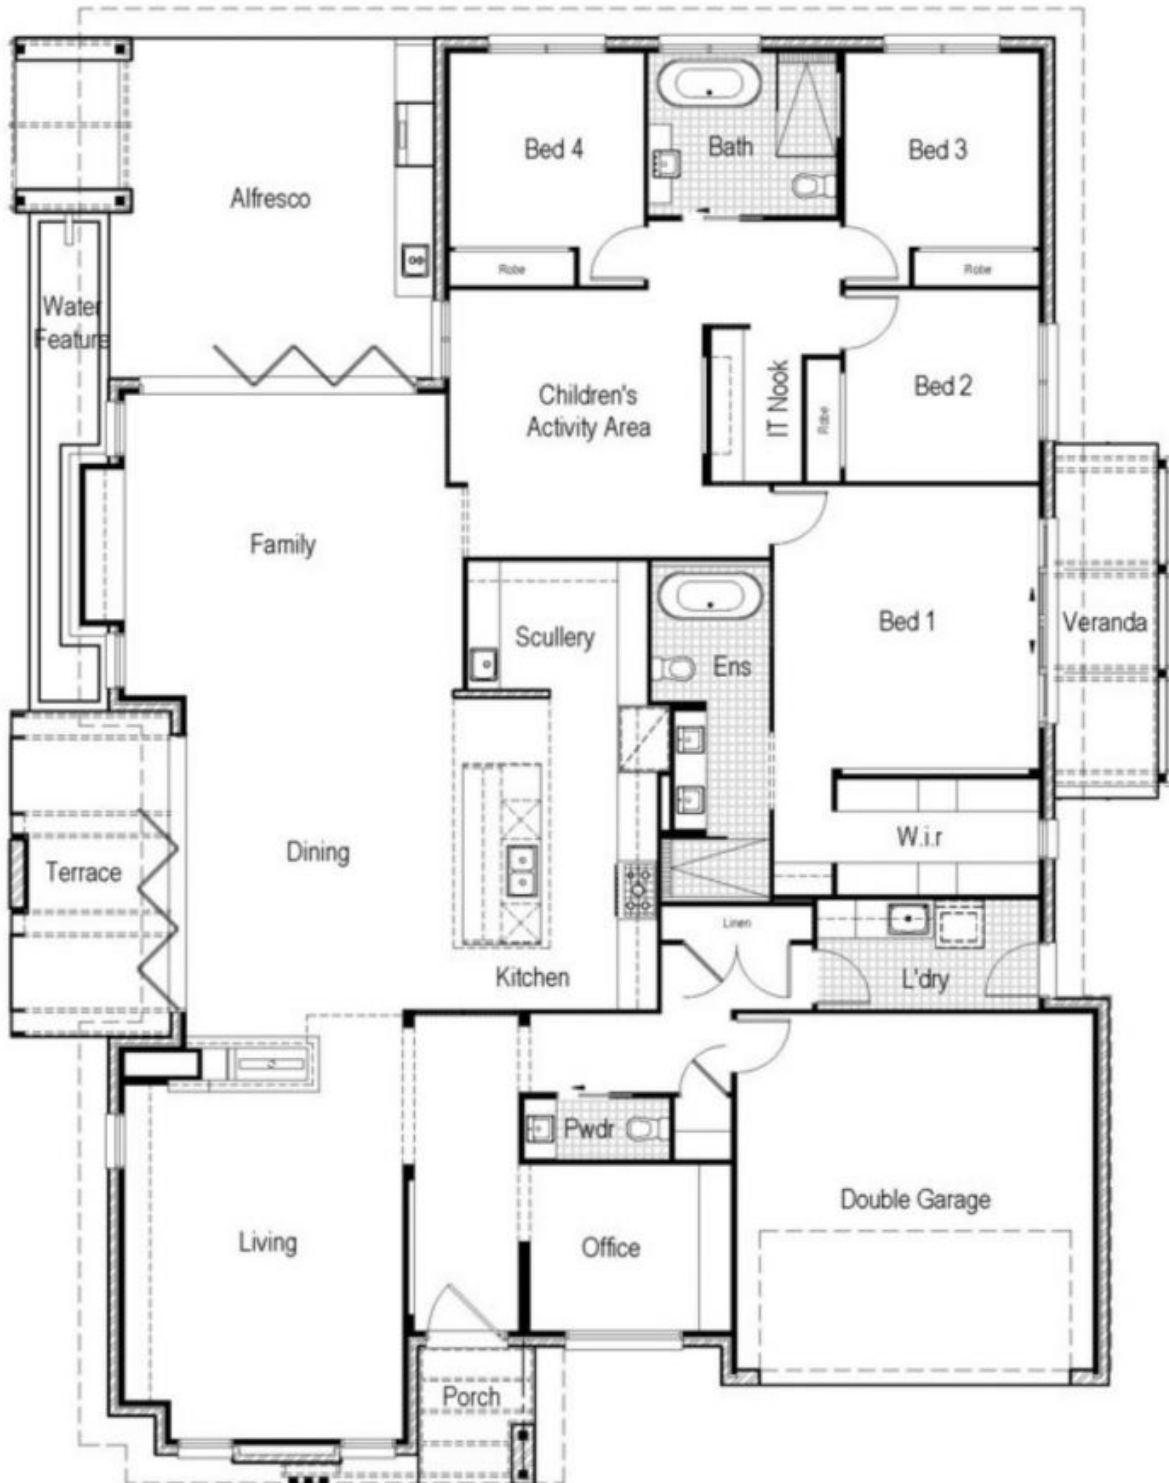 Bed 4
Bath
Bed 3
Alfresco
Robe
Robe
Water
Feature
Children's
Activity Area
IT Nook
Robe
Bed 2
Family
Scullery
Ens
Bed 1
Veranda
Terrace
Dining
W.i.r
Linen
Kitchen
L'dry
Pwdr
Double Garage
Living
Office
Porch